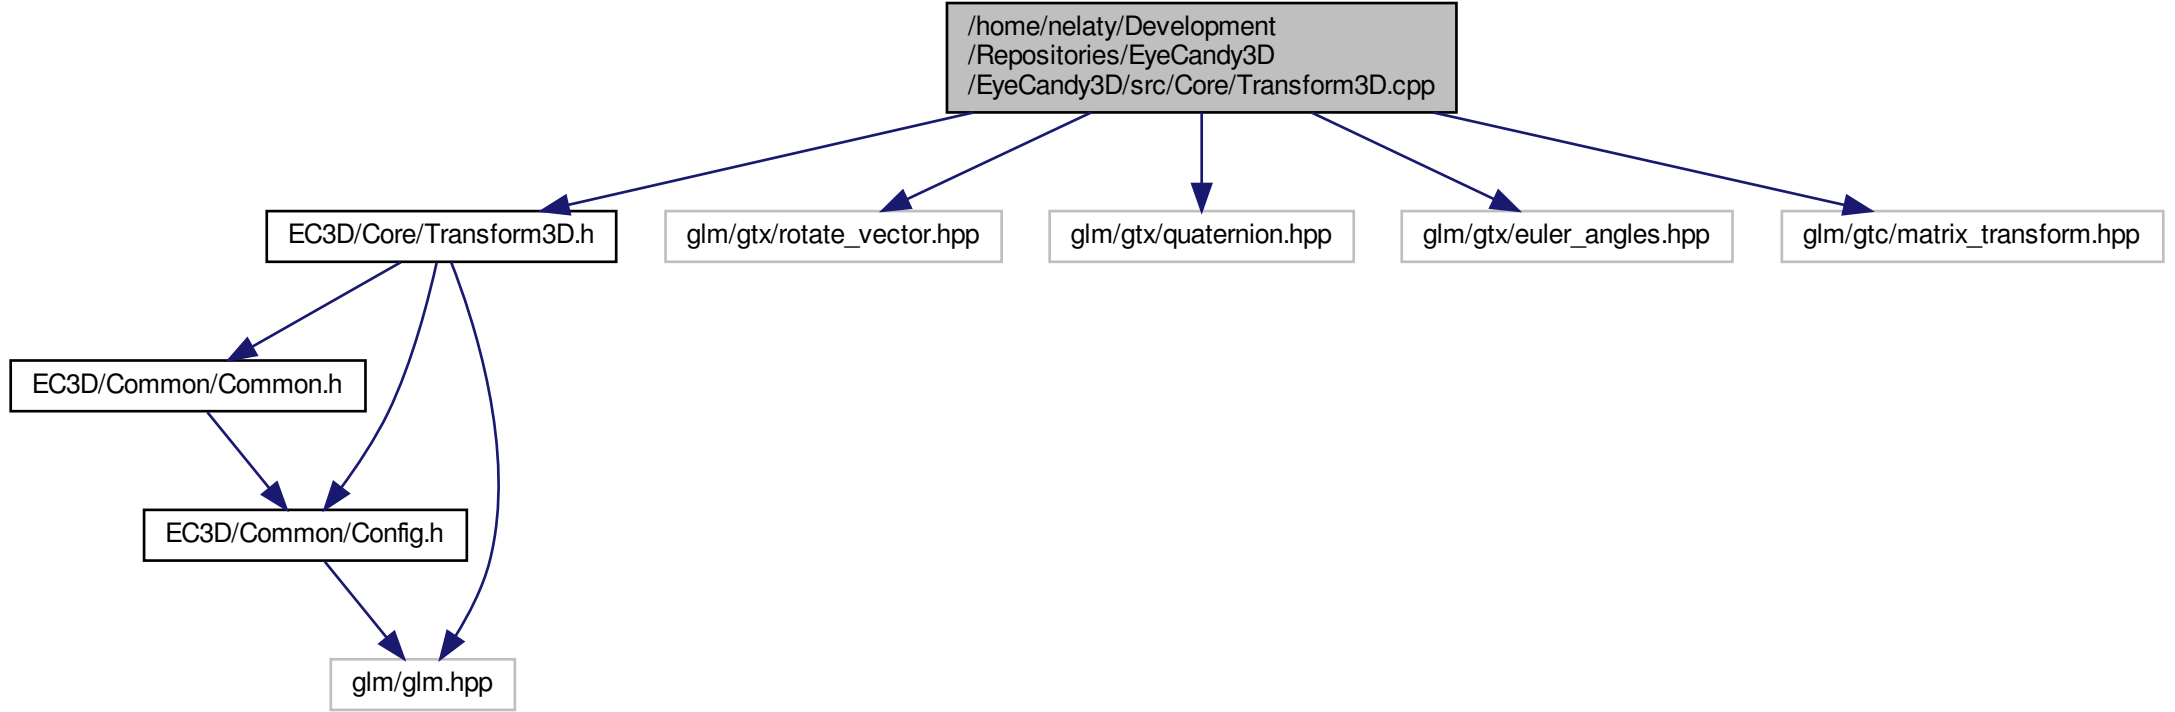 /home/nelaty/Development
/Repositories/EyeCandy3D
/EyeCandy3D/src/Core/Transform3D.cpp
EC3D/Core/Transform3D.h
glm/gtx/rotate_vector.hpp
glm/gtx/quaternion.hpp
glm/gtx/euler_angles.hpp
glm/gtc/matrix_transform.hpp
EC3D/Common/Common.h
EC3D/Common/Config.h
glm/glm.hpp